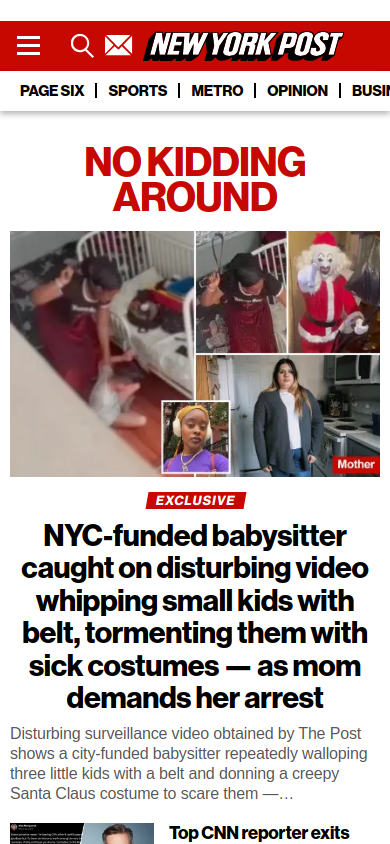 NEW YORK POST
PAGE SIX | SPORTS | METRO | OPINION | BUSIN
NO KIDDING
AROUND
Mother
EXCLUSIVE
NYC-funded babysitter
caught on disturbing video
whipping small kids with
belt, tormenting them with
sick costumes — as mom
demands her arrest
Disturbing surveillance video obtained by The Post
shows a city-funded babysitter repeatedly walloping
three little kids with a belt and donning a creepy
Santa Claus costume to scare them —…
Top CNN reporter exits